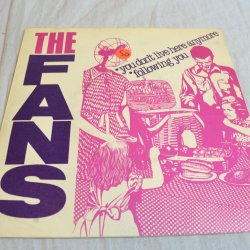 THE
FANS
*you don't live here anymore
*following you